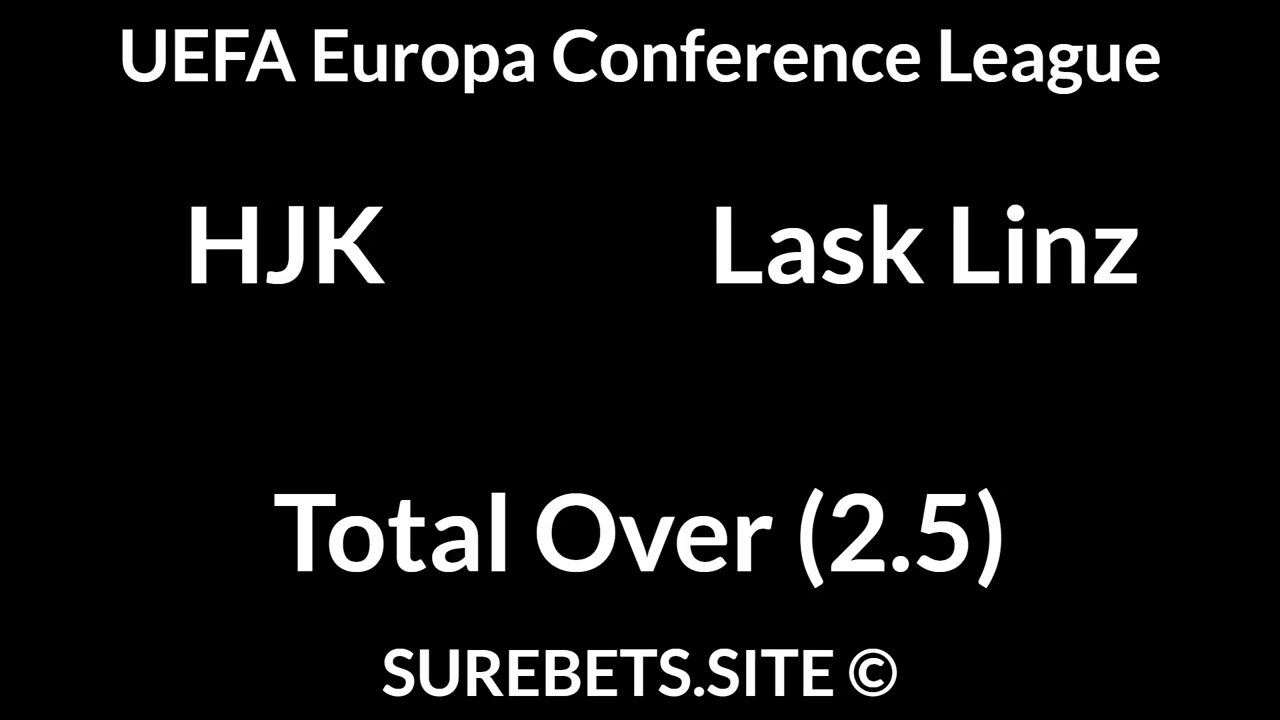 UEFA Europa Conference League
HJK Lask Linz
Total Over (2.5)
SUREBETS.SITE ©